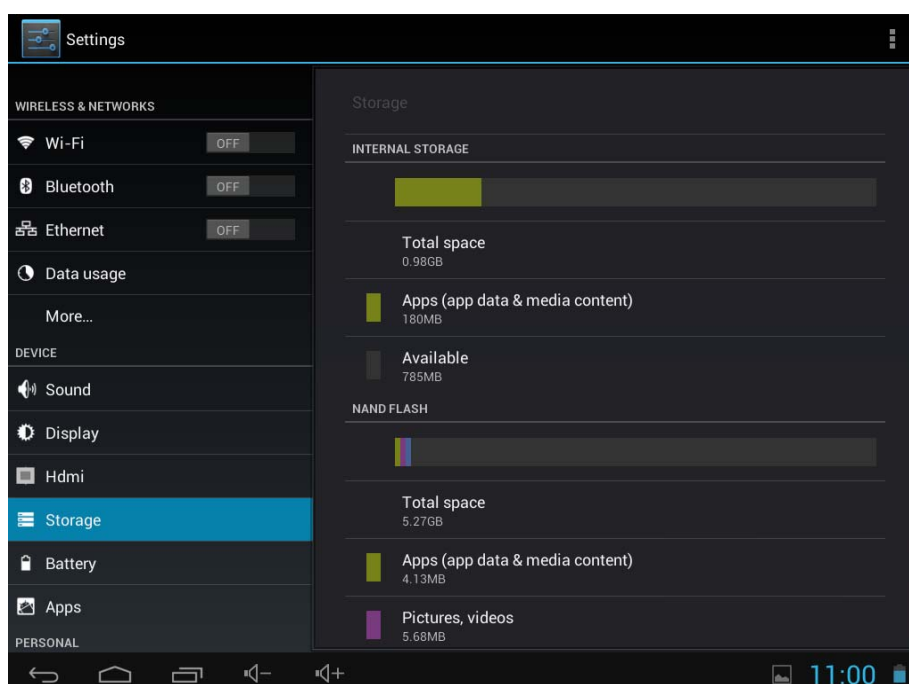 Settings
WIRELESS & NETWORKS
Wi-Fi OFF
Bluetooth OFF
Ethernet OFF
Data usage
More...
DEVICE
Sound
Display
Hdmi
Storage
Battery
Apps
PERSONAL
Storage
INTERNAL STORAGE
Total space
0.98GB
Apps (app data & media content)
180MB
Available
785MB
NAND FLASH
Total space
5.27GB
Apps (app data & media content)
4.13MB
Pictures, videos
5.68MB
11:00